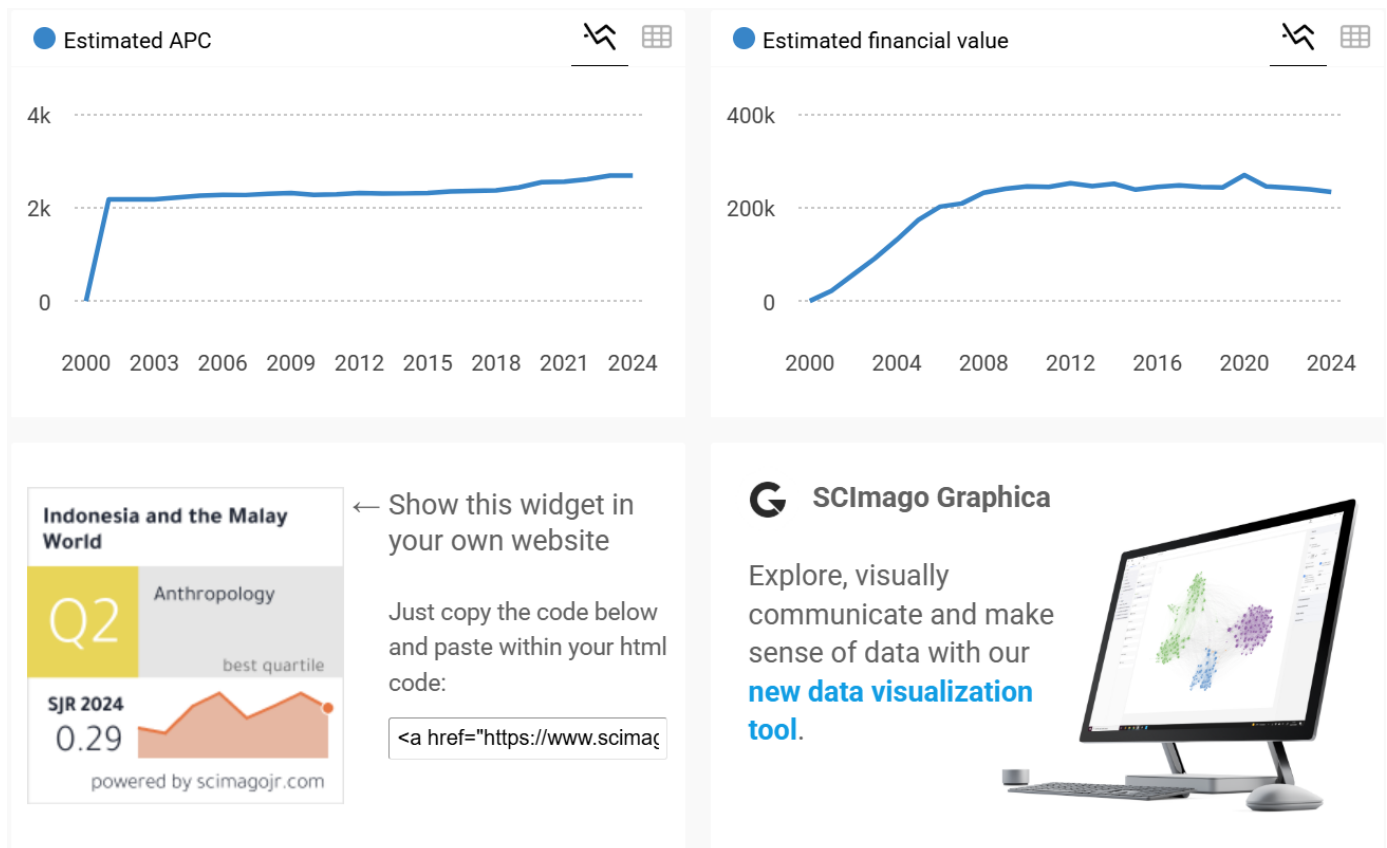 Estimated APC
4k
2k
0
2000 2003 2006 2009 2012 2015 2018 2021 2024
Estimated financial value
400k
200k
0
2000 2004 2008 2012 2016 2020 2024
Indonesia and the Malay
World
Q2
Anthropology
best quartile
SJR 2024
0.29
powered by scimagojr.com
← Show this widget in
your own website
Just copy the code below
and paste within your html
code:
<a href="https://www.scimag
SCImago Graphica
Explore, visually
communicate and make
sense of data with our
new data visualization
tool.